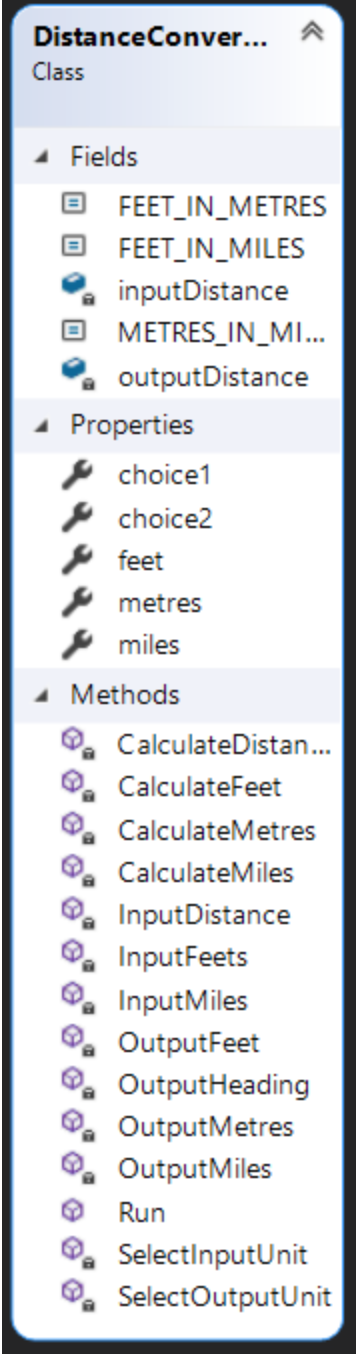 DistanceConver...
Class
Fields
FEET_IN_METRES
FEET_IN_MILES
inputDistance
METRES_IN_MI...
outputDistance
Properties
choice1
choice2
feet
metres
miles
Methods
CalculateDistan...
CalculateFeet
CalculateMetres
CalculateMiles
InputDistance
InputFeets
InputMiles
OutputFeet
OutputHeading
OutputMetres
OutputMiles
Run
SelectInputUnit
SelectOutputUnit